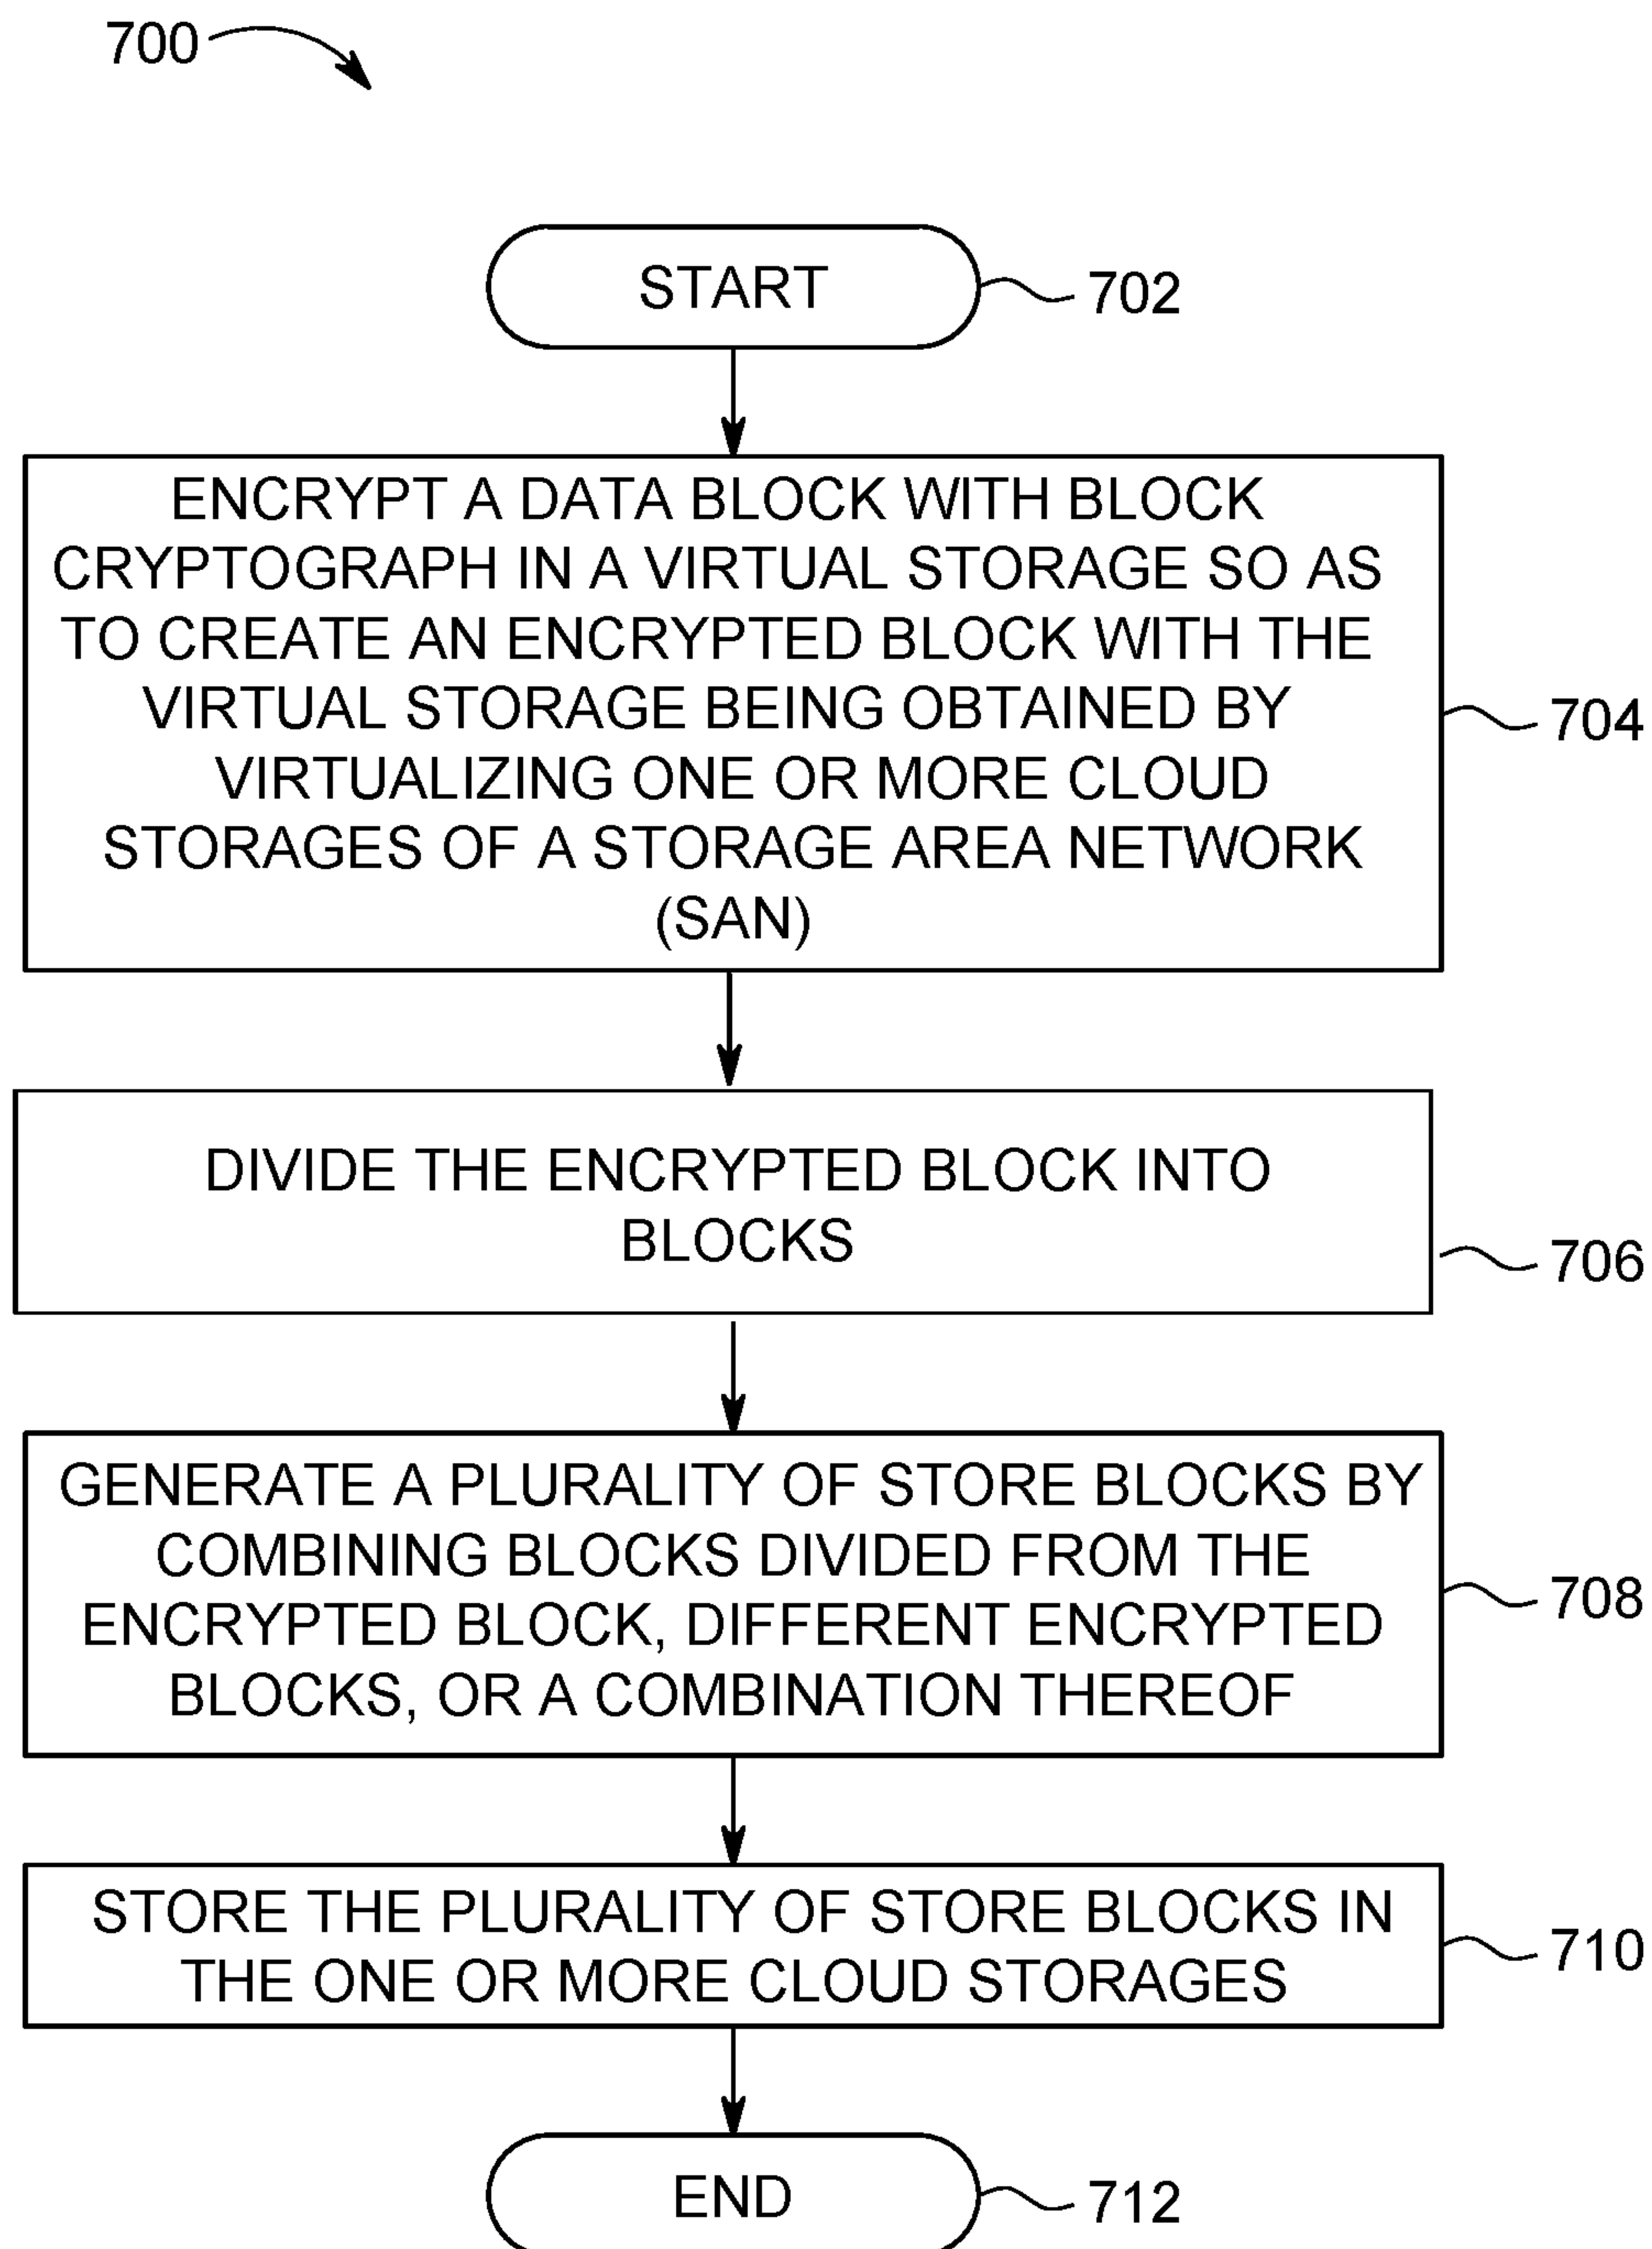 700
START
702
ENCRYPT A DATA BLOCK WITH BLOCK
CRYPTOGRAPH IN A VIRTUAL STORAGE SO AS
TO CREATE AN ENCRYPTED BLOCK WITH THE
VIRTUAL STORAGE BEING OBTAINED BY
VIRTUALIZING ONE OR MORE CLOUD
STORAGES OF A STORAGE AREA NETWORK
(SAN)
704
DIVIDE THE ENCRYPTED BLOCK INTO
BLOCKS
706
GENERATE A PLURALITY OF STORE BLOCKS BY
COMBINING BLOCKS DIVIDED FROM THE
ENCRYPTED BLOCK, DIFFERENT ENCRYPTED
BLOCKS, OR A COMBINATION THEREOF
708
STORE THE PLURALITY OF STORE BLOCKS IN
THE ONE OR MORE CLOUD STORAGES
710
END
712